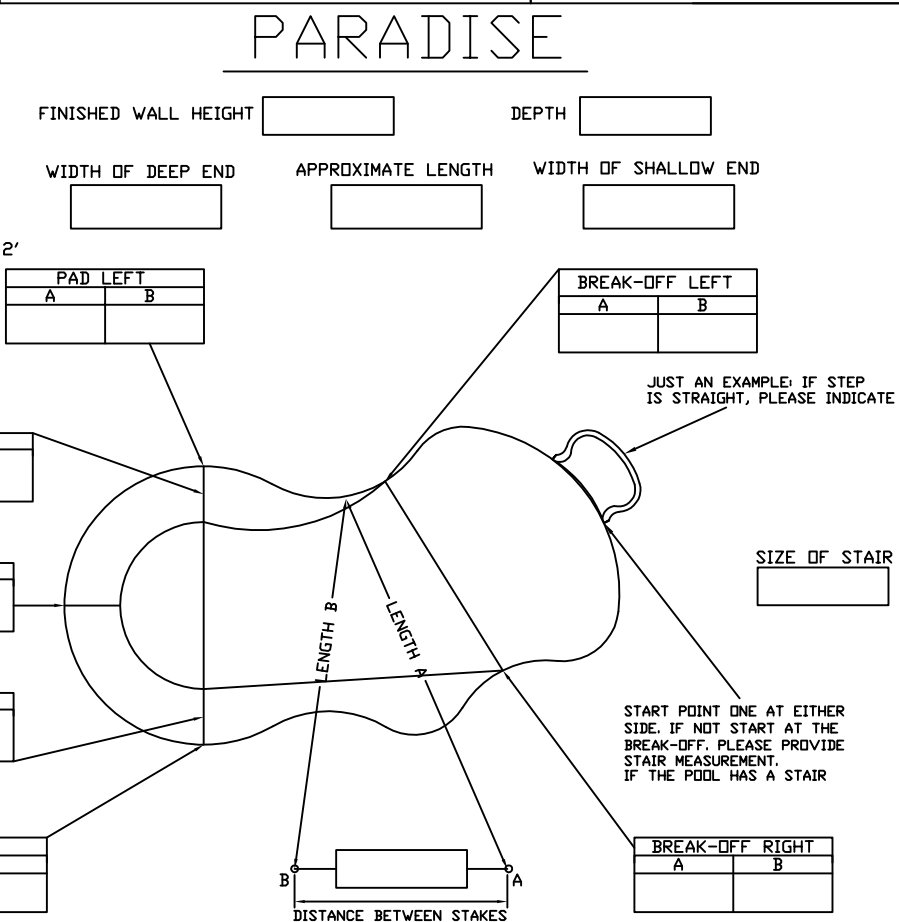 PARADISE
FINISHED WALL HEIGHT
DEPTH
WIDTH OF DEEP END
APPROXIMATE LENGTH
WIDTH OF SHALLOW END
2'
PAD LEFT
A B
BREAK-OFF LEFT
A B
JUST AN EXAMPLE; IF STEP
IS STRAIGHT, PLEASE INDICATE
SIZE OF STAIR
LENGTH B
LENGTH A
START POINT ONE AT EITHER
SIDE. IF NOT START AT THE
BREAK-OFF. PLEASE PROVIDE
STAIR MEASUREMENT.
IF THE POOL HAS A STAIR
BREAK-OFF RIGHT
A B
B
A
DISTANCE BETWEEN STAKES